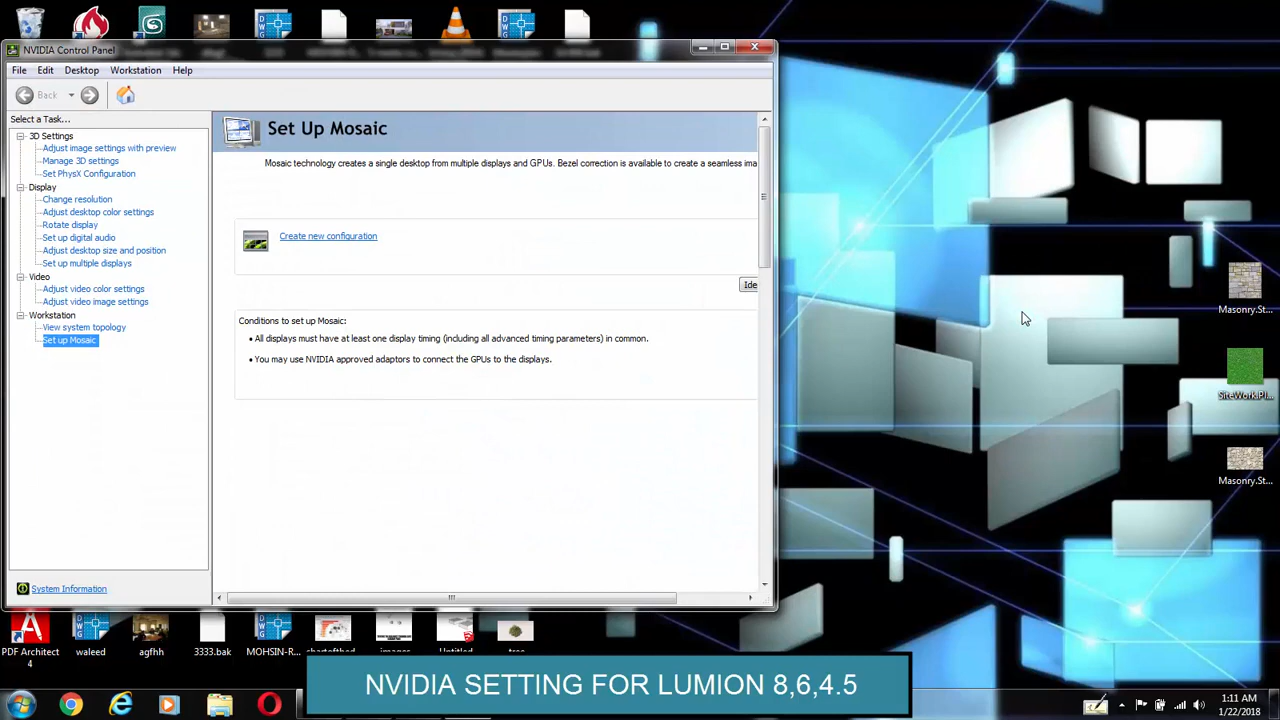 NVIDIA Control Panel
File Edit Desktop Workstation Help
Back
Select a Task...
3D Settings
Adjust image settings with preview
Manage 3D settings
Set PhysX Configuration
Display
Change resolution
Adjust desktop color settings
Rotate display
Set up digital audio
Adjust desktop size and position
Set up multiple displays
Video
Adjust video color settings
Adjust video image settings
Workstation
View system topology
Set up Mosaic
System Information
Set Up Mosaic
Mosaic technology creates a single desktop from multiple displays and GPUs. Bezel correction is available to create a seamless ima
Create new configuration
Ide
Conditions to set up Mosaic:
• All displays must have at least one display timing (including all advanced timing parameters) in common.
• You may use NVIDIA approved adaptors to connect the GPUs to the displays.
Masonry.St...
SiteWork.Pl...
Masonry.St...
PDF Architect 4
waleed
agfhh
3333.bak
MOHSIN-R...
chartofthed...
images
Untitled
tree
NVIDIA SETTING FOR LUMION 8,6,4.5
1:11 AM
1/22/2018